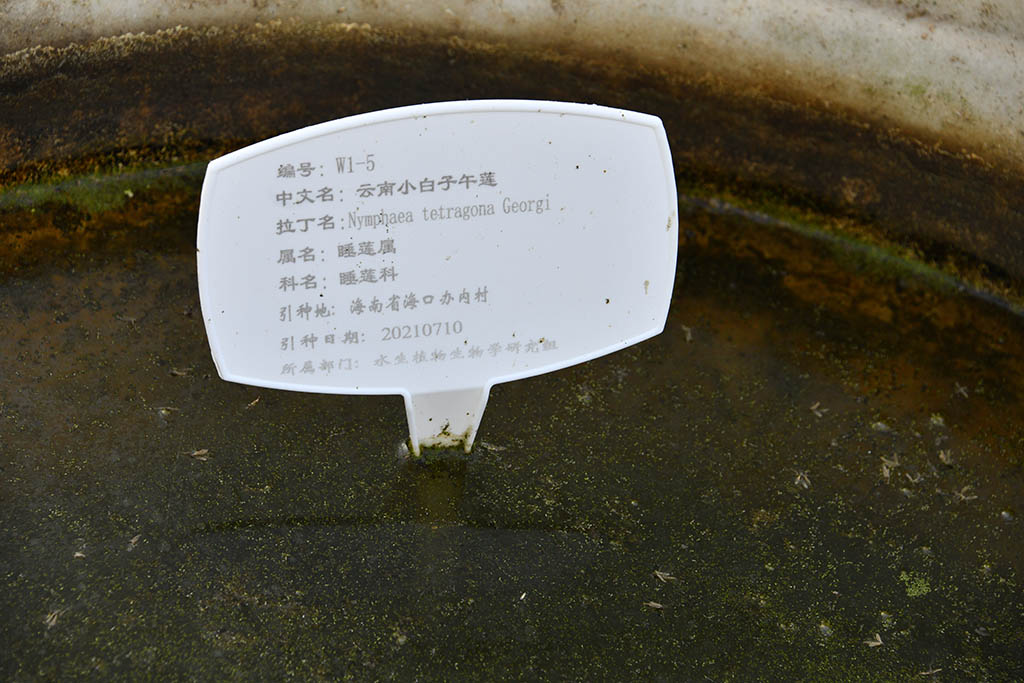 编号: W1-5
中文名: 云南小白子午莲
拉丁名:Nymphaea tetragona Georgi
属名: 睡莲属
科名: 睡莲科
引种地: 海南省海口办内村
引种日期: 20210710
所属部门: 水生植物生物学研究组